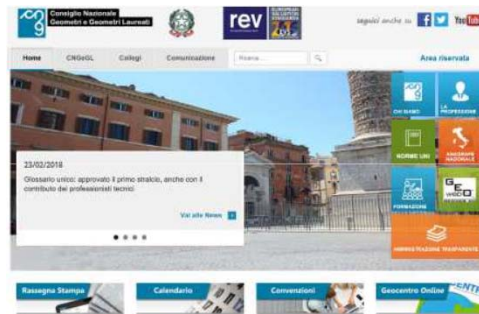 Consiglio Nazionale
Geometri e Geometri Laureati
rev
seguici anche su
YouTube
Home
CNGeGL
Collegi
Comunicazione
Ricerca...
Area riservata
CHI SIAMO
LA
PROFESSIONE
NORME UNI
ANAGRAFE
NAZIONALE
23/02/2018
Glossario unico: approvato il primo stralcio, anche con il
contributo dei professionisti tecnici
Vai alle News
FORMAZIONE
GEO
AMMINISTRAZIONE TRASPARENTE
Rassegna Stampa
Calendario
Convenzioni
Geocentro Online